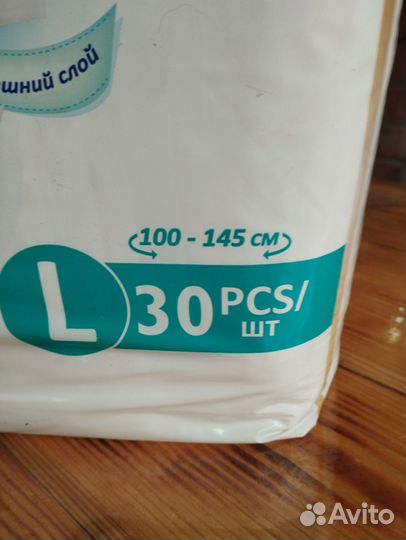 шний слой
100 - 145 см
L
30 PCS/
шт
Avito